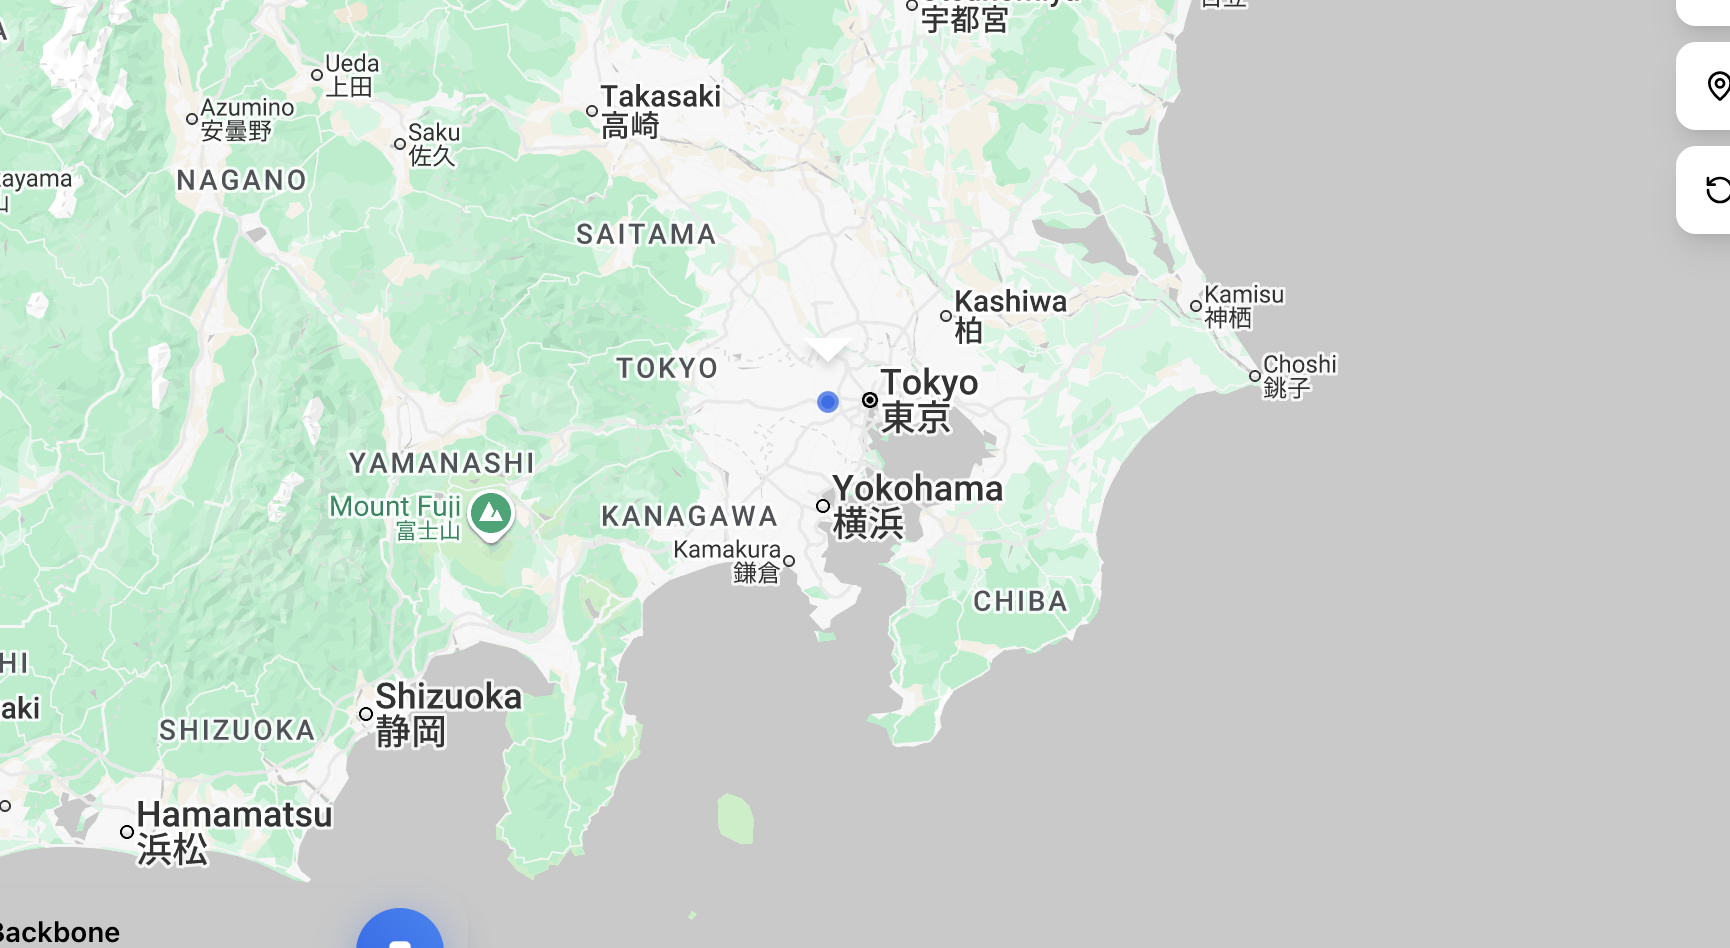 宇都宮
Ueda
上田
Azumino
安曇野
Takasaki
高崎
Saku
佐久
NAGANO
ayama
山
SAITAMA
Kashiwa
柏
Kamisu
神栖
TOKYO
Choshi
銚子
Tokyo
東京
YAMANASHI
Mount Fuji
富士山
Yokohama
横浜
KANAGAWA
Kamakura
鎌倉
CHIBA
HI
aki
Shizuoka
静岡
SHIZUOKA
Hamamatsu
浜松
Backbone